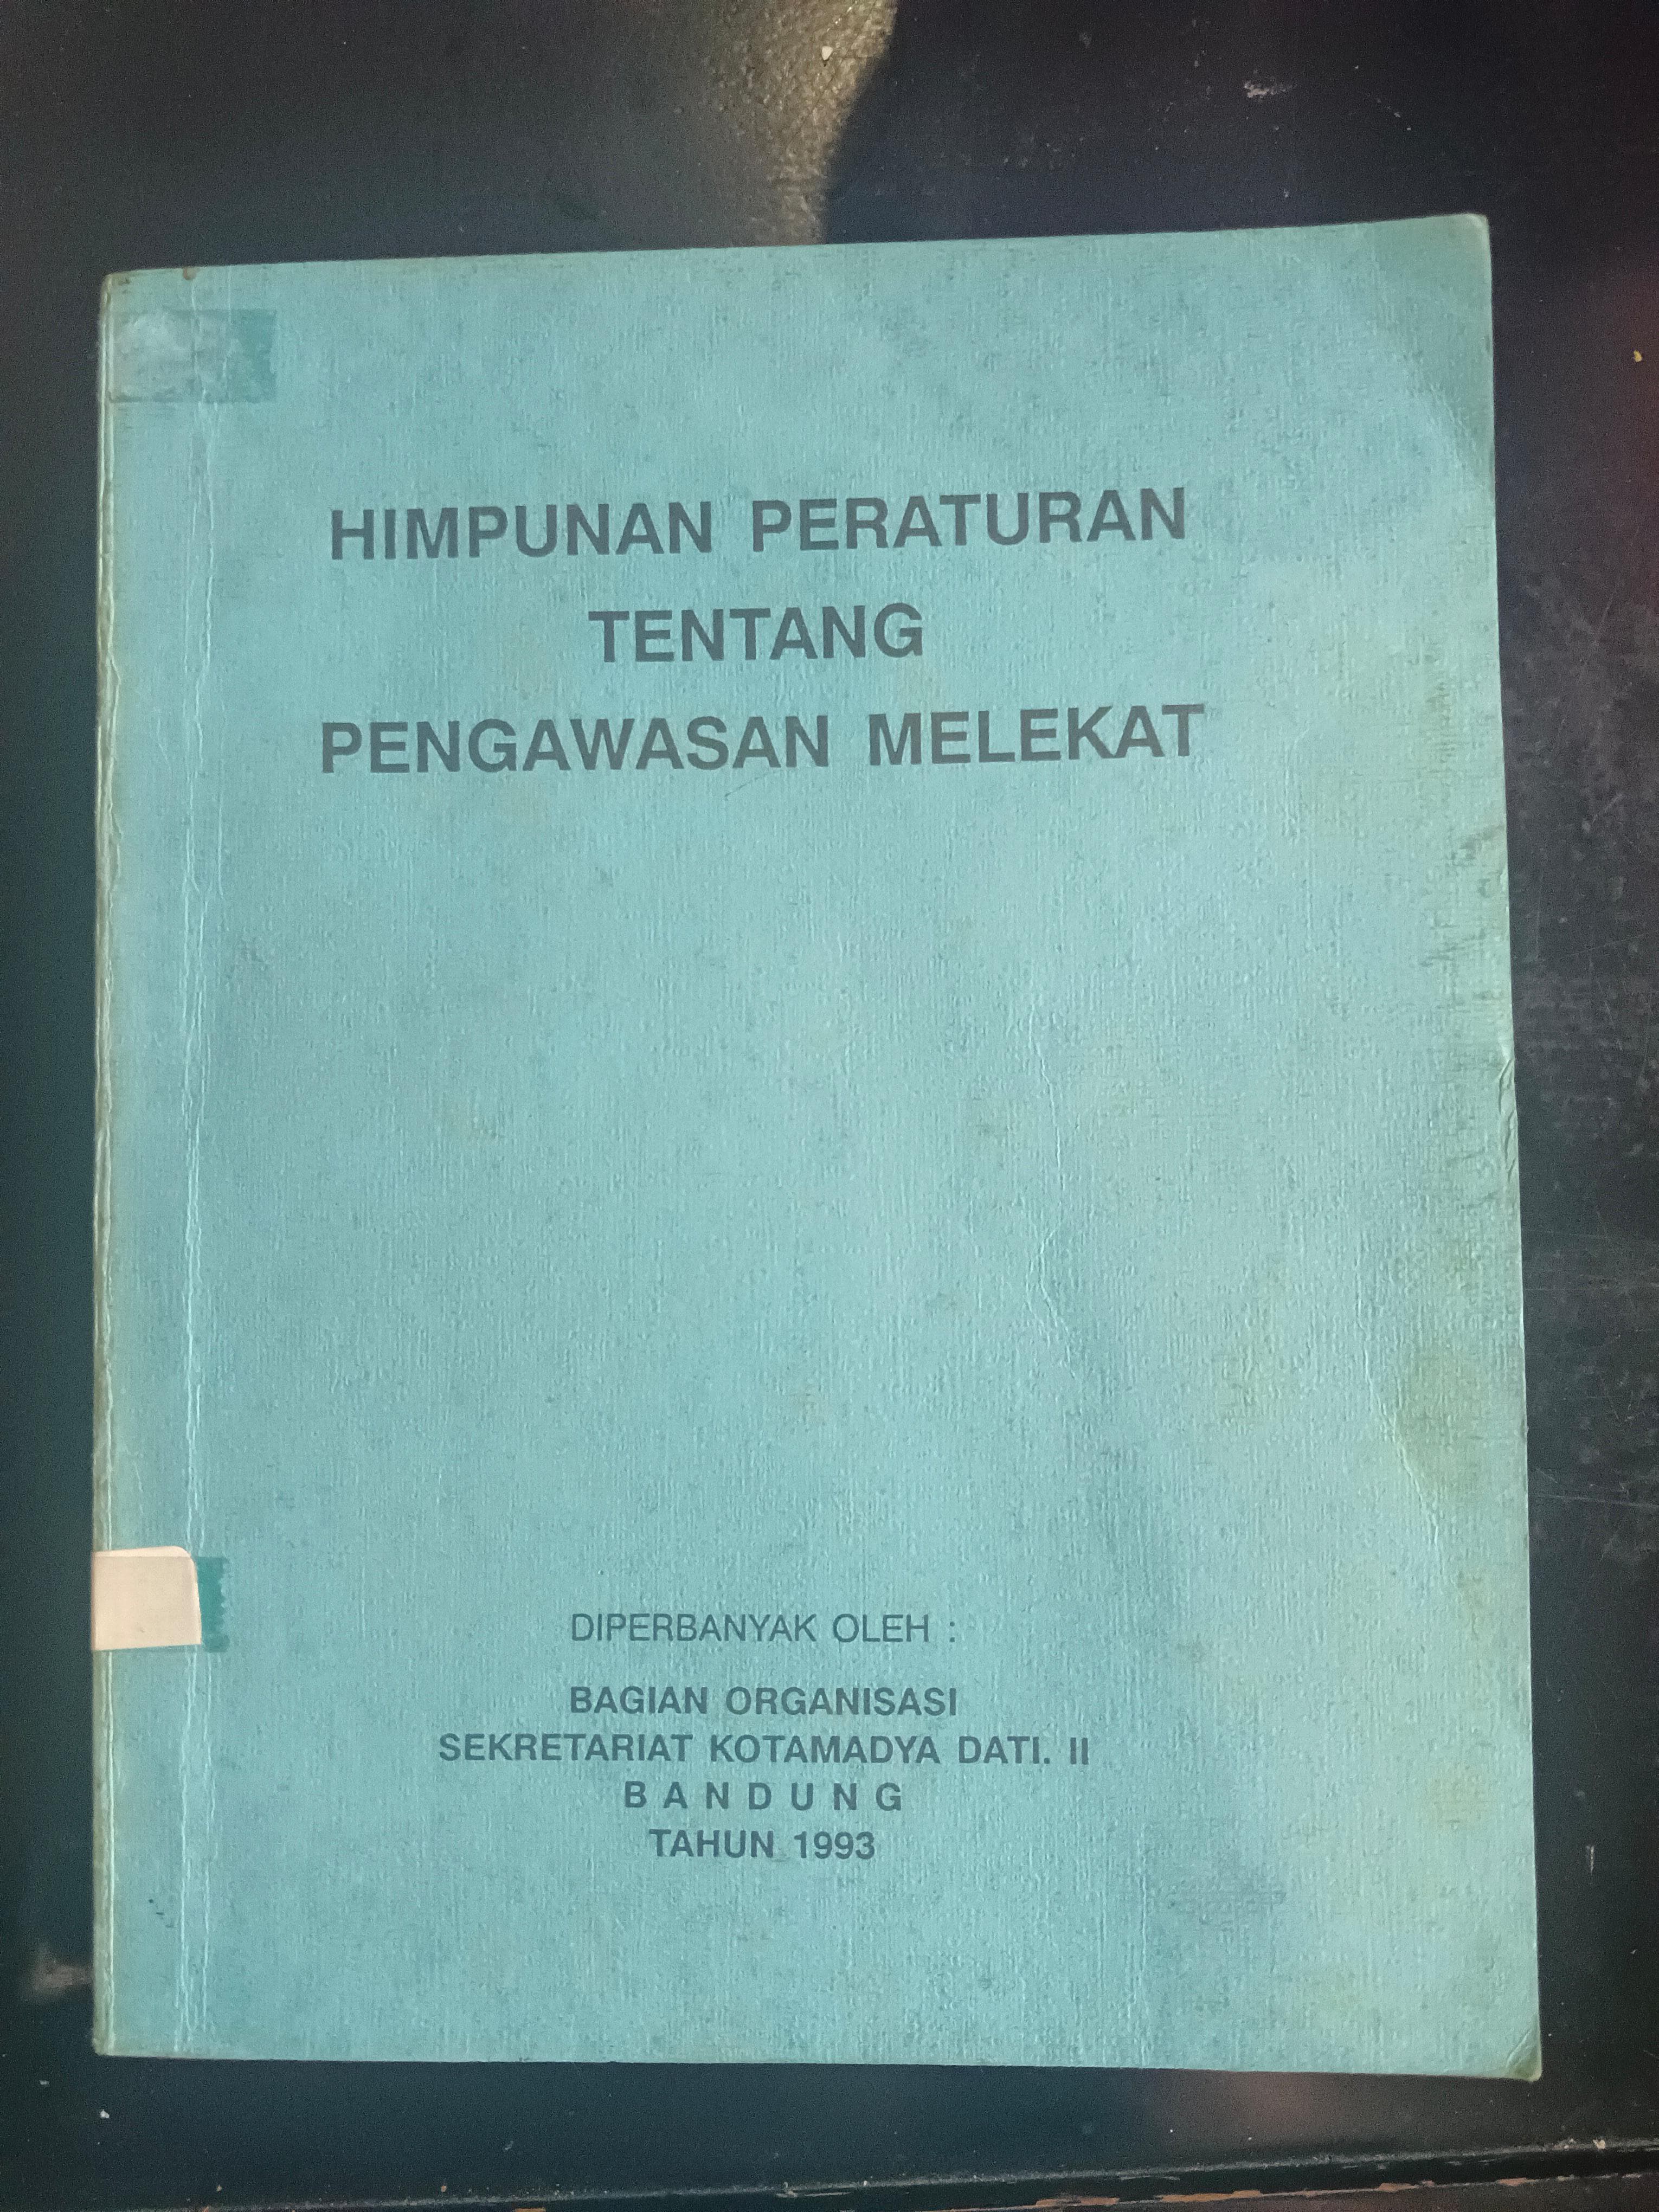 HIMPUNAN PERATURAN
TENTANG
PENGAWASAN MELEKAT
DIPERBANYAK OLEH :
BAGIAN ORGANISASI
SEKRETARIAT KOTAMADYA DATI. II
B A N D U N G
TAHUN 1993